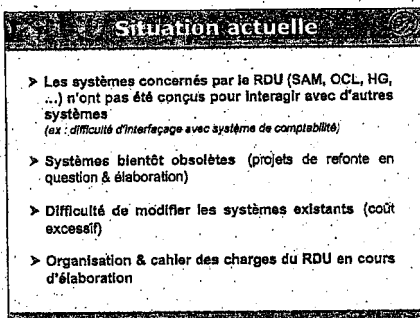 Situation actuelle
➤ Les systèmes concernés par le RDU (SAM, OCL, HG,
...) n'ont pas été conçus pour interagir avec d'autres
systèmes
(ex : difficulté d'interfaçage avec système de comptabilité)
➤ Systèmes bientôt obsolètes (projets de refonte en
question & élaboration)
➤ Difficulté de modifier les systèmes existants (coût
excessif)
➤ Organisation & cahier des charges du RDU en cours
d'élaboration